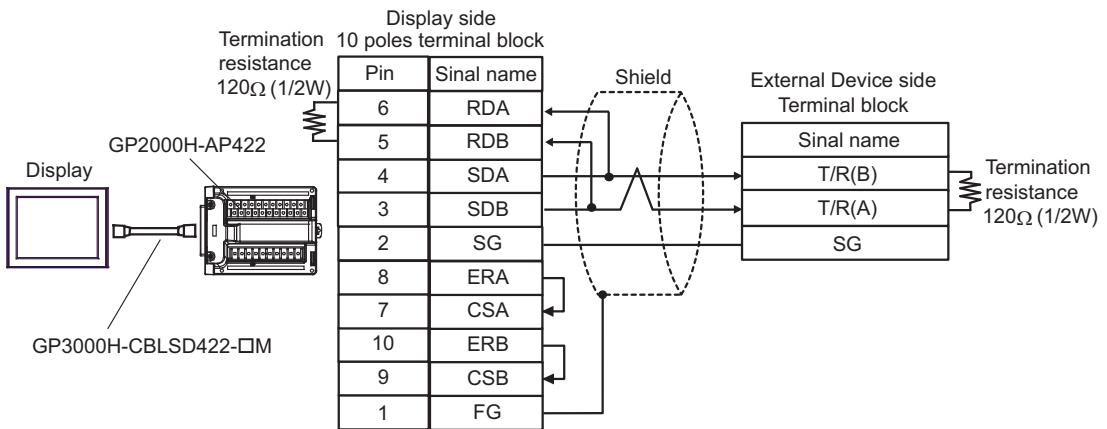 Display side
10 poles terminal block
Termination
resistance
120Ω (1/2W)
Pin Sinal name
6 RDA
5 RDB
4 SDA
3 SDB
2 SG
8 ERA
7 CSA
10 ERB
9 CSB
1 FG
Shield
External Device side
Terminal block
Sinal name
T/R(B)
T/R(A)
SG
Termination
resistance
120Ω (1/2W)
GP2000H-AP422
Display
GP3000H-CBLSD422-□M